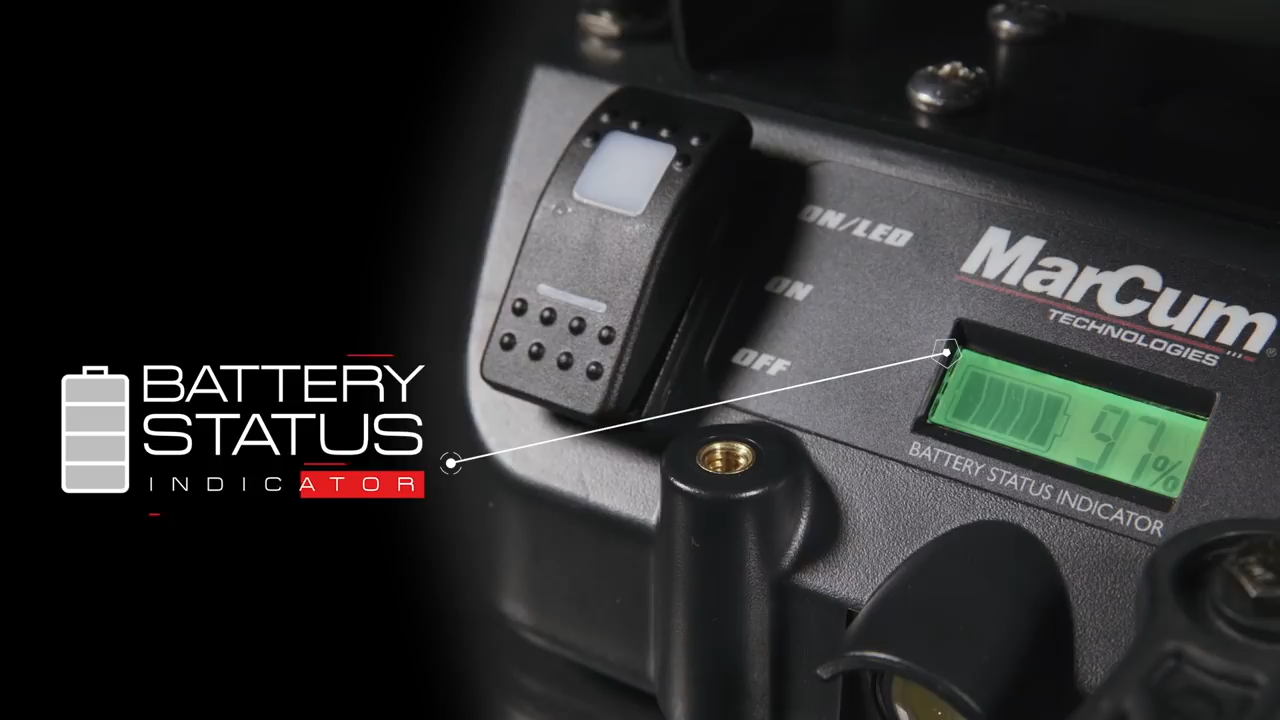 BATTERY
STATUS
INDICATOR
ON/LED
ON
OFF
MarCum®
TECHNOLOGIES
97%
BATTERY STATUS INDICATOR